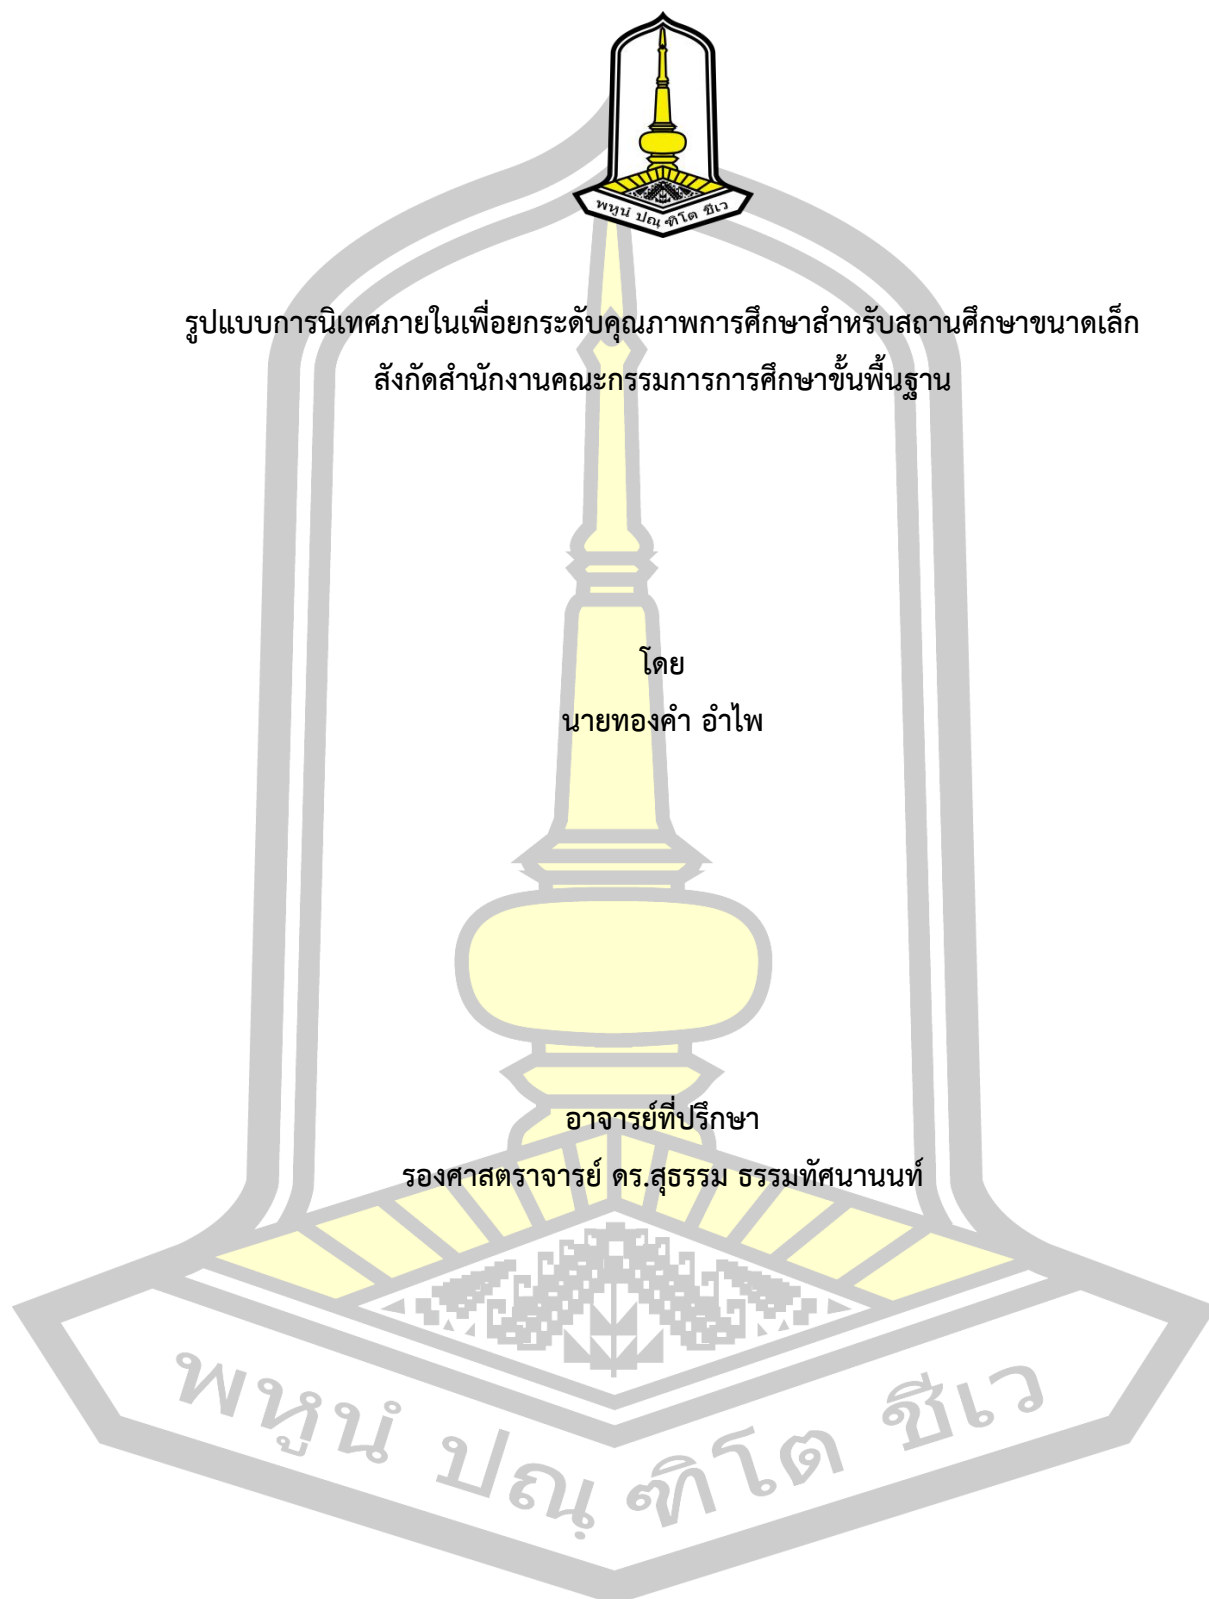 พหูนํ ปณฺฑิโต ชีเว
รูปแบบการนิเทศภายในเพื่อยกระดับคุณภาพการศึกษาสำหรับสถานศึกษาขนาดเล็ก
สังกัดสำนักงานคณะกรรมการการศึกษาขั้นพื้นฐาน
โดย
นายทองคำ อำไพ
อาจารย์ที่ปรึกษา
รองศาสตราจารย์ ดร.สุธรรม ธรรมทัศนานนท์
พหูนํ ปณฺฑิโต ชีเว